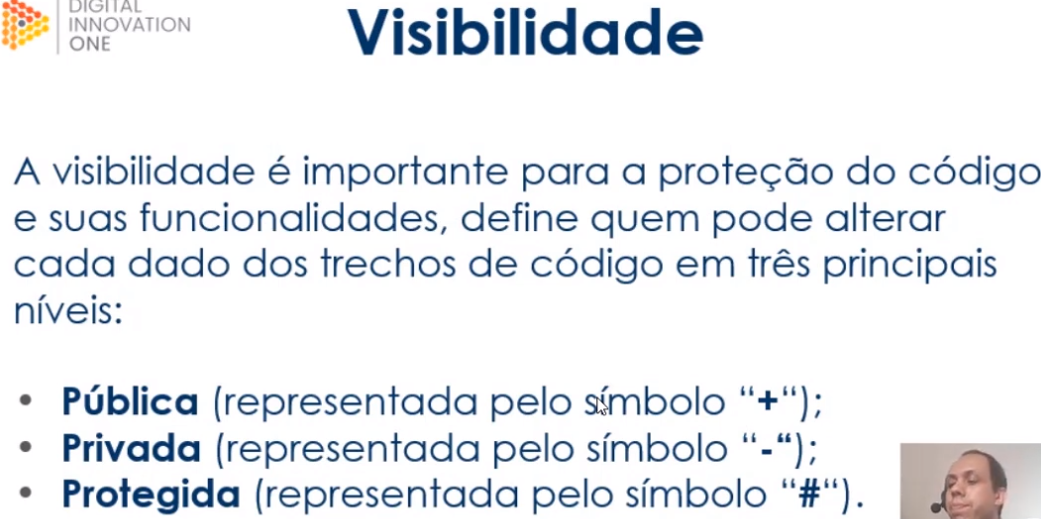 DIGITAL
INNOVATION
ONE
Visibilidade
A visibilidade é importante para a proteção do código
e suas funcionalidades, define quem pode alterar
cada dado dos trechos de código em três principais
níveis:
• Pública (representada pelo símbolo “+“);
• Privada (representada pelo símbolo “-“);
• Protegida (representada pelo símbolo “#“).